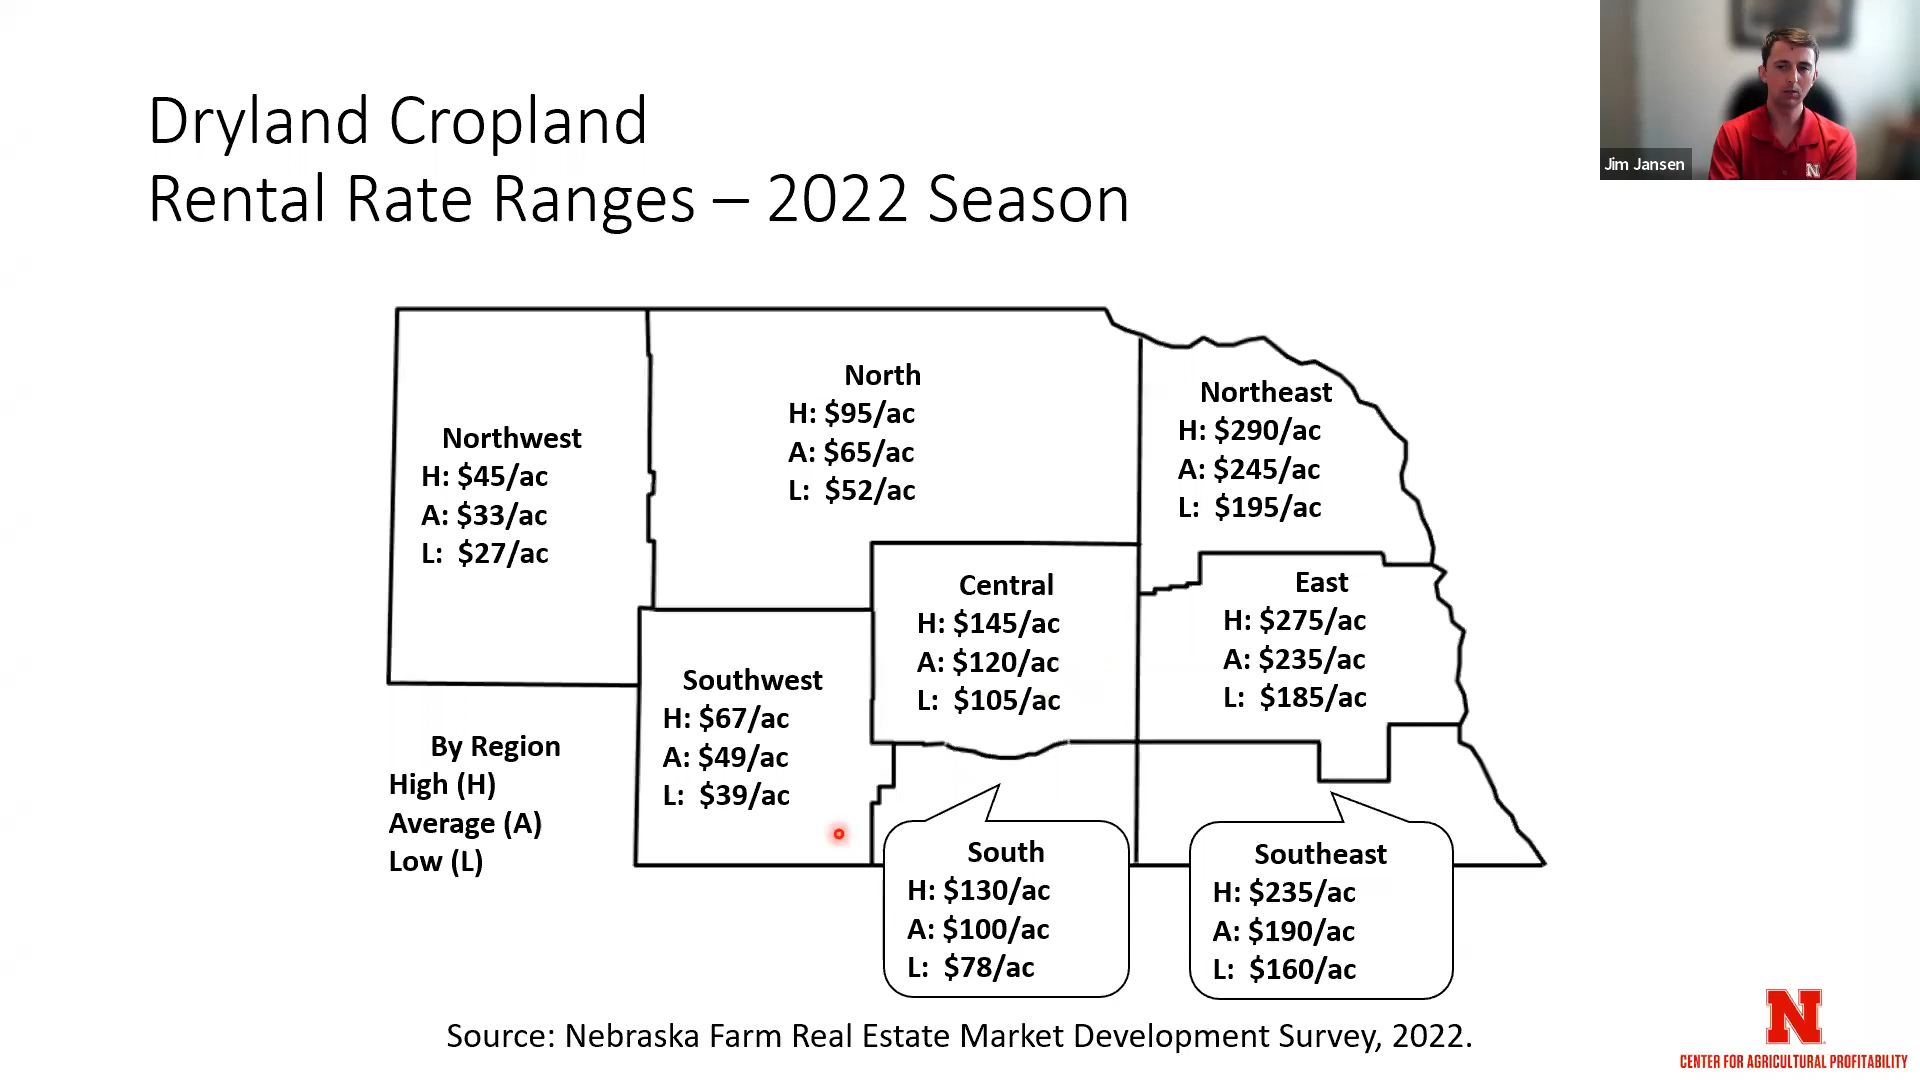 Dryland Cropland
Rental Rate Ranges – 2022 Season
Jim Jansen
N
North
H: $95/ac
A: $65/ac
L: $52/ac
Northeast
H: $290/ac
A: $245/ac
L: $195/ac
Northwest
H: $45/ac
A: $33/ac
L: $27/ac
Central
H: $145/ac
A: $120/ac
L: $105/ac
East
H: $275/ac
A: $235/ac
L: $185/ac
Southwest
H: $67/ac
A: $49/ac
L: $39/ac
By Region
High (H)
Average (A)
Low (L)
South
H: $130/ac
A: $100/ac
L: $78/ac
Southeast
H: $235/ac
A: $190/ac
L: $160/ac
Source: Nebraska Farm Real Estate Market Development Survey, 2022.
N
CENTER FOR AGRICULTURAL PROFITABILITY